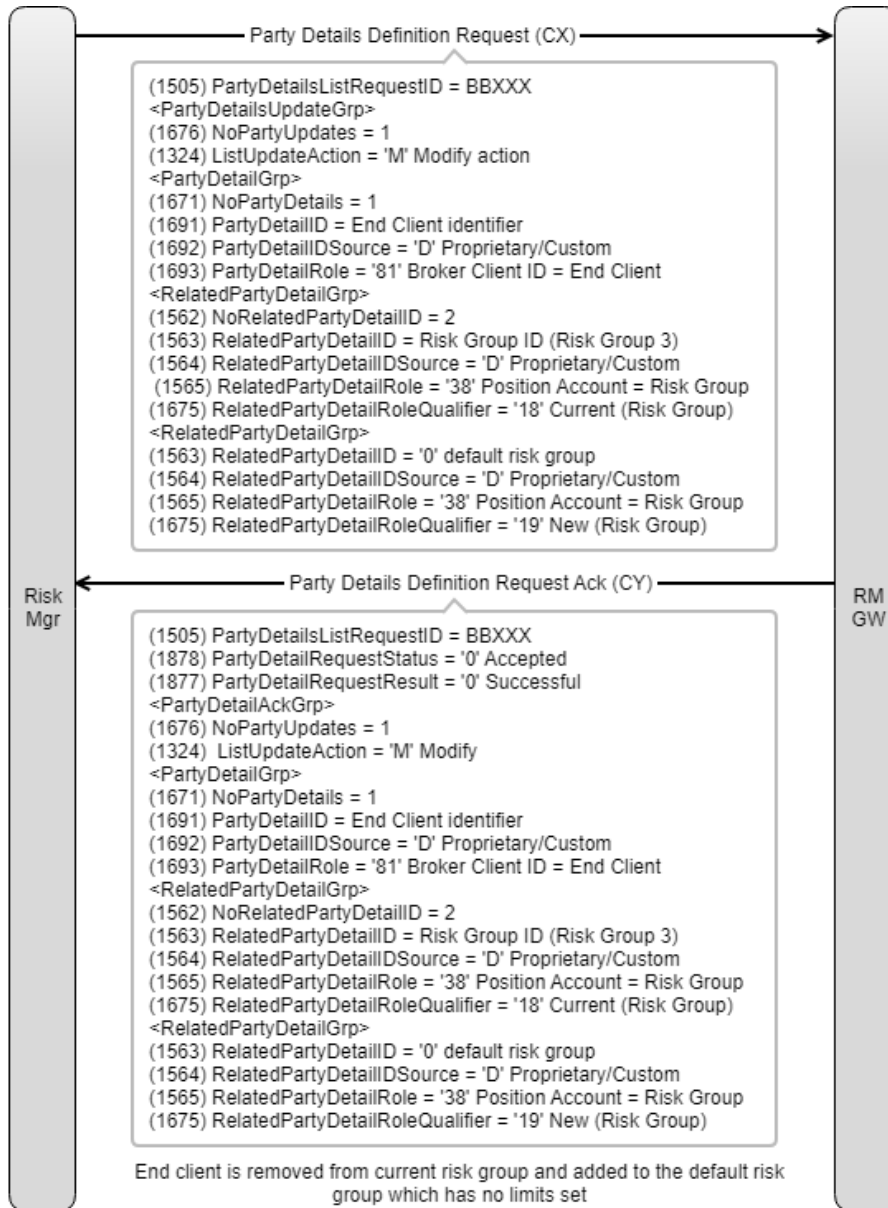 Party Details Definition Request (CX)
(1505) PartyDetailsListRequestID = BBXXX
<PartyDetailsUpdateGrp>
(1676) NoPartyUpdates = 1
(1324) ListUpdateAction = 'M' Modify action
<PartyDetailGrp>
(1671) NoPartyDetails = 1
(1691) PartyDetailID = End Client identifier
(1692) PartyDetailIDSource = 'D' Proprietary/Custom
(1693) PartyDetailRole = '81' Broker Client ID = End Client
<RelatedPartyDetailGrp>
(1562) NoRelatedPartyDetailID = 2
(1563) RelatedPartyDetailID = Risk Group ID (Risk Group 3)
(1564) RelatedPartyDetailIDSource = 'D' Proprietary/Custom
(1565) RelatedPartyDetailRole = '38' Position Account = Risk Group
(1675) RelatedPartyDetailRoleQualifier = '18' Current (Risk Group)
<RelatedPartyDetailGrp>
(1563) RelatedPartyDetailID = '0' default risk group
(1564) RelatedPartyDetailIDSource = 'D' Proprietary/Custom
(1565) RelatedPartyDetailRole = '38' Position Account = Risk Group
(1675) RelatedPartyDetailRoleQualifier = '19' New (Risk Group)
Party Details Definition Request Ack (CY)
Risk
Mgr
RM
GW
(1505) PartyDetailsListRequestID = BBXXX
(1878) PartyDetailRequestStatus = '0' Accepted
(1877) PartyDetailRequestResult = '0' Successful
<PartyDetailAckGrp>
(1676) NoPartyUpdates = 1
(1324)  ListUpdateAction = 'M' Modify
<PartyDetailGrp>
(1671) NoPartyDetails = 1
(1691) PartyDetailID = End Client identifier
(1692) PartyDetailIDSource = 'D' Proprietary/Custom
(1693) PartyDetailRole = '81' Broker Client ID = End Client
<RelatedPartyDetailGrp>
(1562) NoRelatedPartyDetailID = 2
(1563) RelatedPartyDetailID = Risk Group ID (Risk Group 3)
(1564) RelatedPartyDetailIDSource = 'D' Proprietary/Custom
(1565) RelatedPartyDetailRole = '38' Position Account = Risk Group
(1675) RelatedPartyDetailRoleQualifier = '18' Current (Risk Group)
<RelatedPartyDetailGrp>
(1563) RelatedPartyDetailID = '0' default risk group
(1564) RelatedPartyDetailIDSource = 'D' Proprietary/Custom
(1565) RelatedPartyDetailRole = '38' Position Account = Risk Group
(1675) RelatedPartyDetailRoleQualifier = '19' New (Risk Group)
End client is removed from current risk group and added to the default risk
group which has no limits set